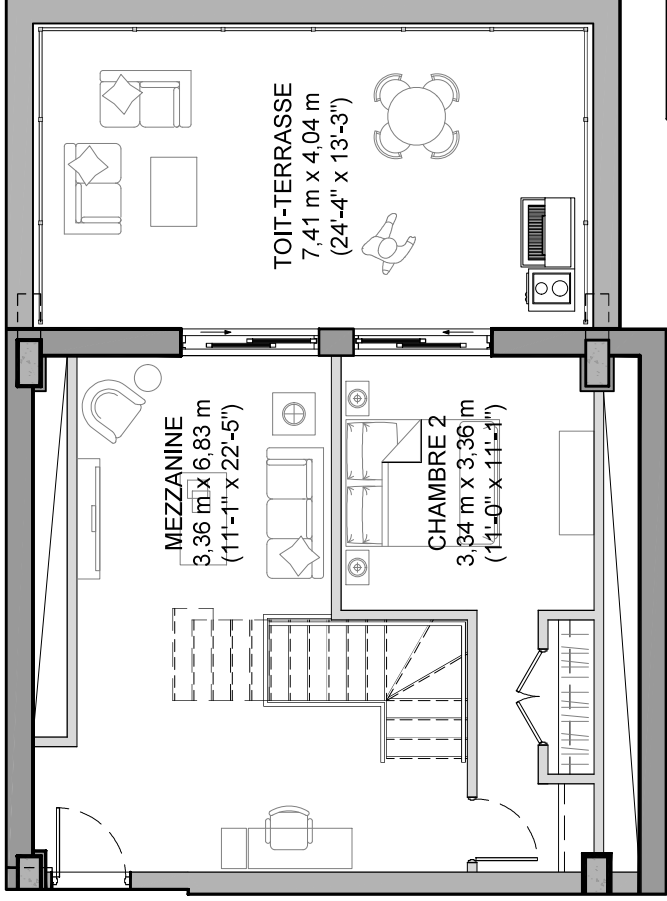 TOIT-TERRASSE
7,41 m x 4,04 m
(24'-4" x 13'-3")
MEZZANINE
3,36 m x 6,83 m
(11'-1" x 22'-5")
CHAMBRE 2
3,34 m x 3,36 m
(11'-0" x 11'-1")